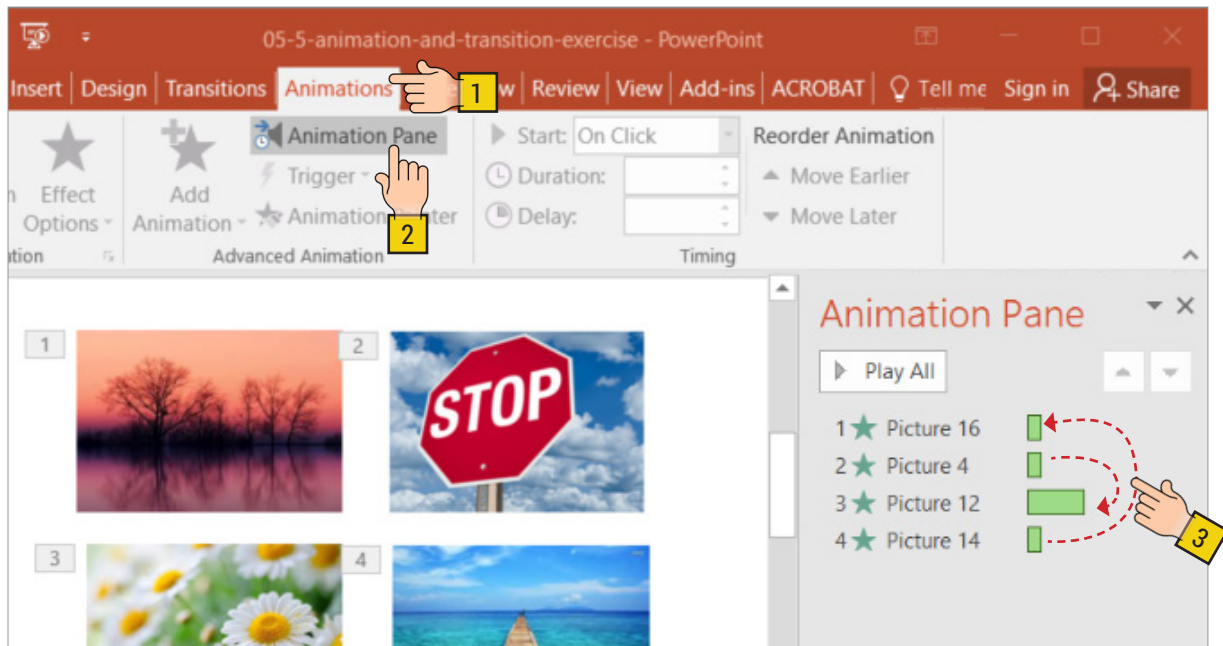 05-5-animation-and-transition-exercise - PowerPoint
Insert Design Transitions Animations 1 w Review View Add-ins ACROBAT Tell me Sign in Share
Animation Pane Start: On Click Reorder Animation
Effect Options Add Animation Trigger Duration: Move Earlier
Delay: Move Later
2
Advanced Animation Timing
Animation Pane
Play All
1 Picture 16
2 Picture 4
3 Picture 12
4 Picture 14
3
1 2
STOP
3 4